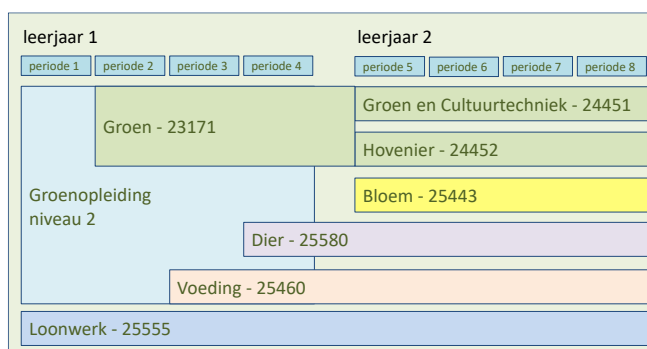 leerjaar 1
leerjaar 2
periode 1
periode 2
periode 3
periode 4
periode 5
periode 6
periode 7
periode 8
Groen - 23171
Groen en Cultuurtechniek - 24451
Hovenier - 24452
Groenopleiding
niveau 2
Bloem - 25443
Dier - 25580
Voeding - 25460
Loonwerk - 25555